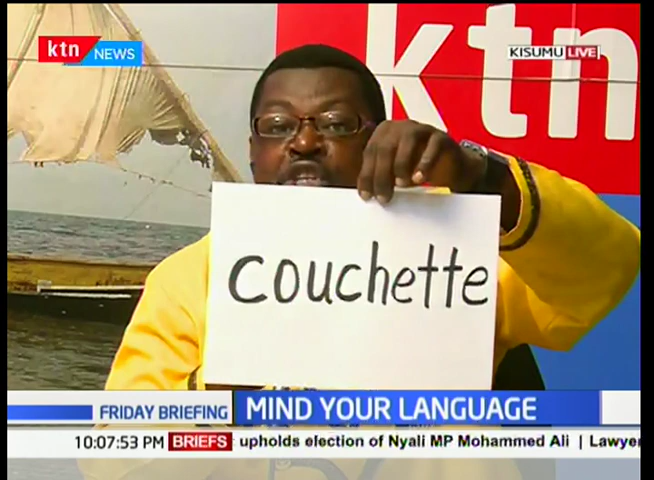 ktn NEWS
ktn
KISUMU LIVE
couchette
FRIDAY BRIEFING MIND YOUR LANGUAGE
10:07:53 PM BRIEFS upholds election of Nyali MP Mohammed Ali | Lawye